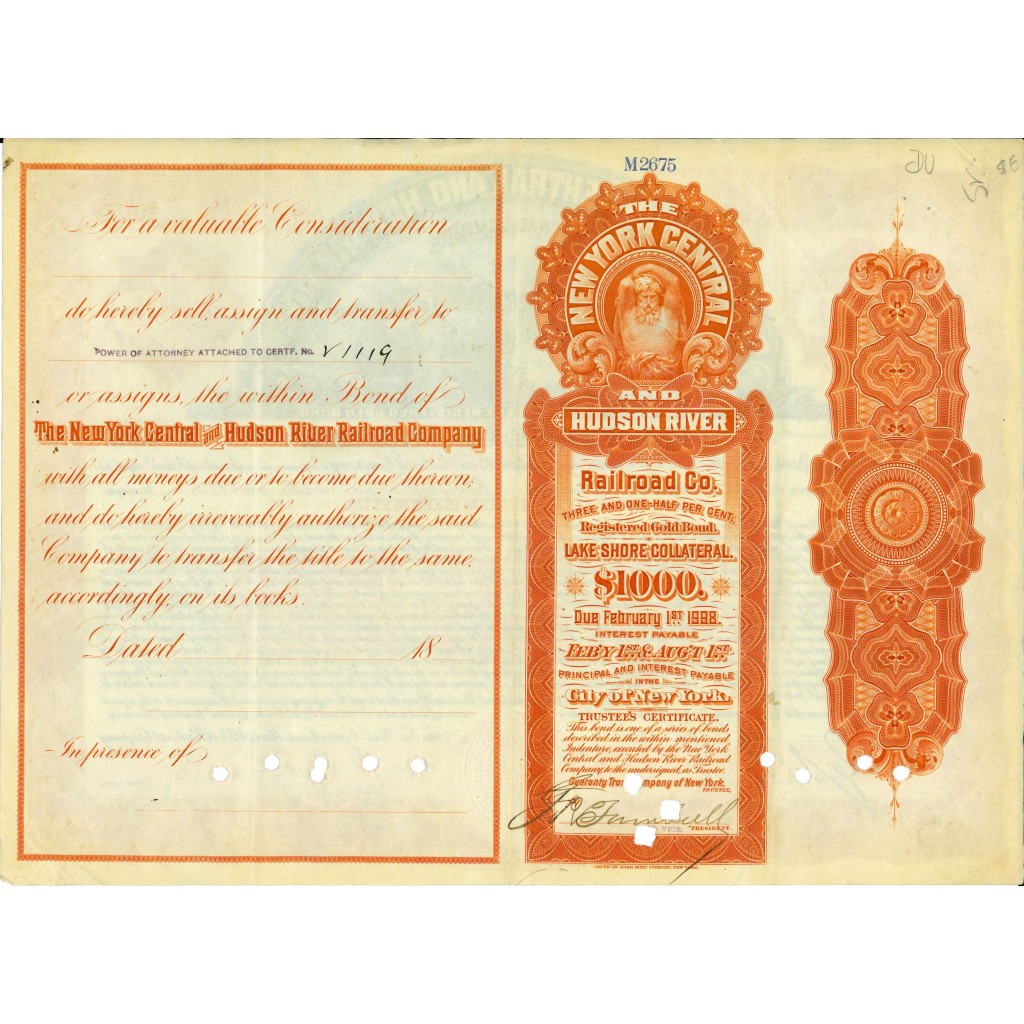 For a valuable Consideration
do hereby sell, assign and transfer to
POWER OF ATTORNEY ATTACHED TO CERTF. No. V1119
or assigns, the within Bond of
The New York Central and Hudson River Railroad Company
with all moneys due or to become due thereon;
and do hereby irrevocably authorize the said
Company to transfer the title to the same,
accordingly, on its books.
Dated 18
In presence of
M2675
THE
NEW YORK CENTRAL
AND
HUDSON RIVER
Railroad Co.
THREE AND ONE-HALF PER CENT.
Registered Gold Bond.
LAKE SHORE COLLATERAL.
$1000.
Due February 1ST 1998.
INTEREST PAYABLE
FEBY 1ST & AUGT 1ST
PRINCIPAL AND INTEREST PAYABLE
IN THE
City of New York.
TRUSTEE'S CERTIFICATE.
This bond is one of a series of bonds
described in the within mentioned
Indenture, executed by the New York
Central and Hudson River Railroad
Company, to the undersigned, as Trustee.
Guaranty Trust Company of New York,
TRUSTEE,
VICE PRESIDENT.
AMERICAN BANK NOTE COMPANY, NEW YORK.
DU